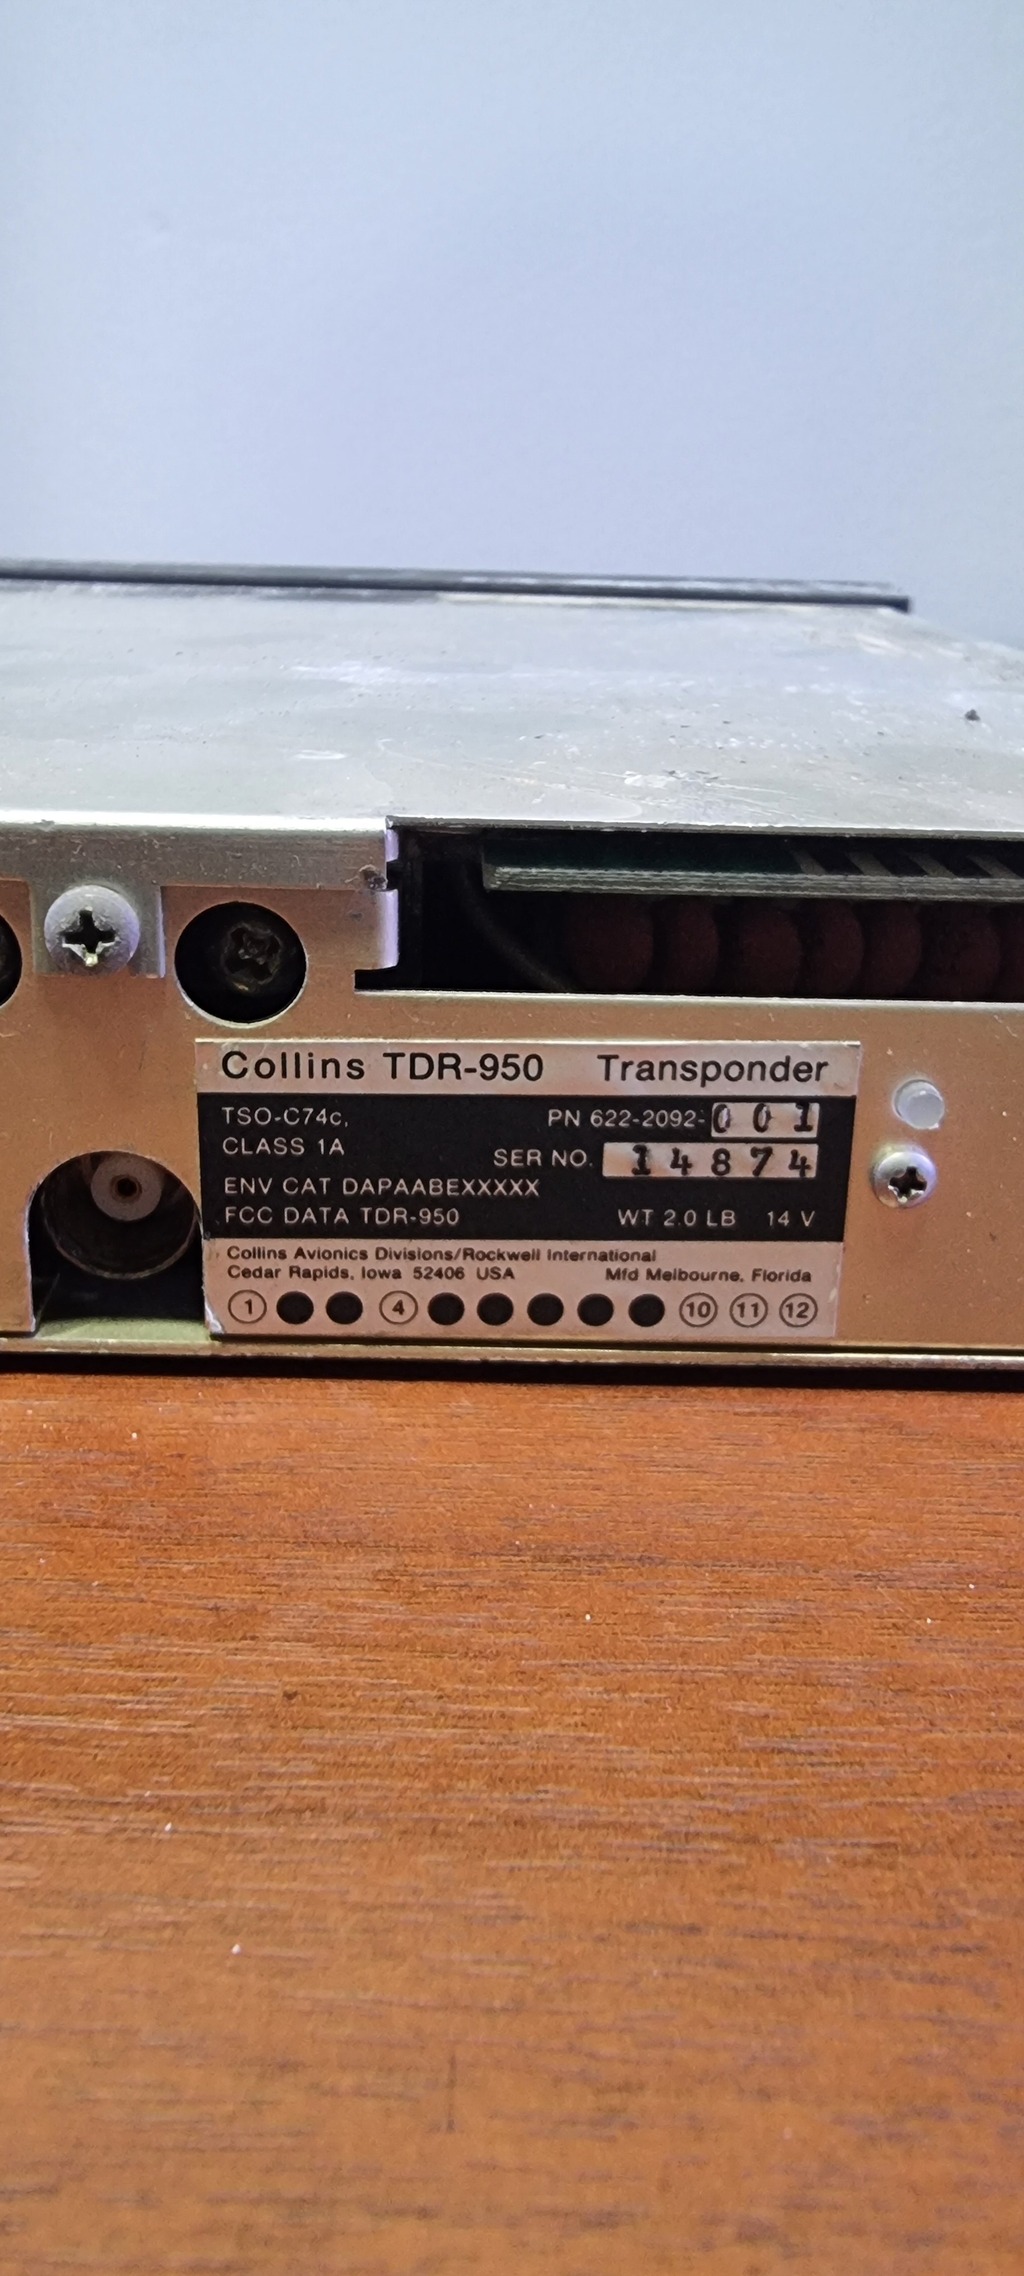 Collins TDR-950 Transponder
TSO-C74c, PN 622-2092-001
CLASS 1A
SER NO. 14874
ENV CAT DAPAABEXXXXX
FCC DATA TDR-950 WT 2.0 LB 14 V
Collins Avionics Divisions/Rockwell International
Cedar Rapids, Iowa 52406 USA Mfd Melbourne, Florida
1 4 10 11 12